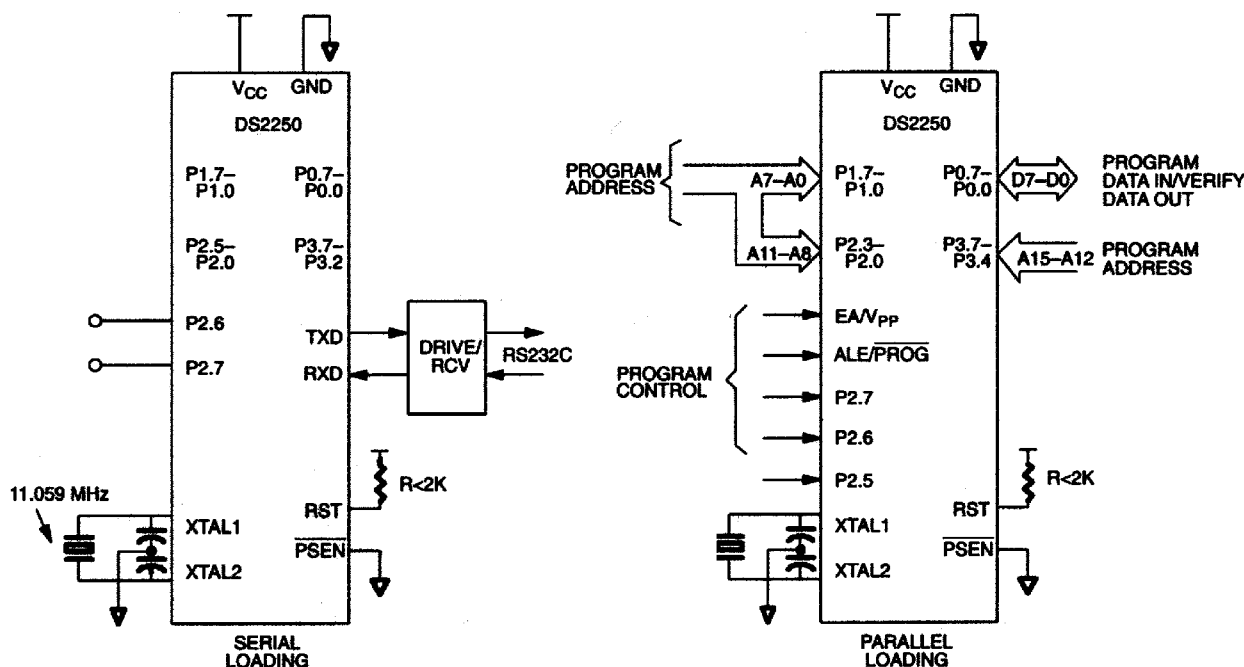 VCC
GND
DS2250
P1.7–
P1.0
P0.7–
P0.0
P2.5–
P2.0
P3.7–
P3.2
P2.6
P2.7
TXD
RXD
DRIVE/
RCV
RS232C
R<2K
RST
PSEN
11.059 MHz
XTAL1
XTAL2
SERIAL
LOADING
VCC
GND
DS2250
PROGRAM
ADDRESS
A7–A0
P1.7–
P1.0
P0.7–
P0.0
D7–D0
PROGRAM
DATA IN/VERIFY
DATA OUT
A11–A8
P2.3–
P2.0
P3.7–
P3.4
A15–A12
PROGRAM
ADDRESS
PROGRAM
CONTROL
EA/VPP
ALE/PROG
P2.7
P2.6
P2.5
R<2K
RST
PSEN
XTAL1
XTAL2
PARALLEL
LOADING